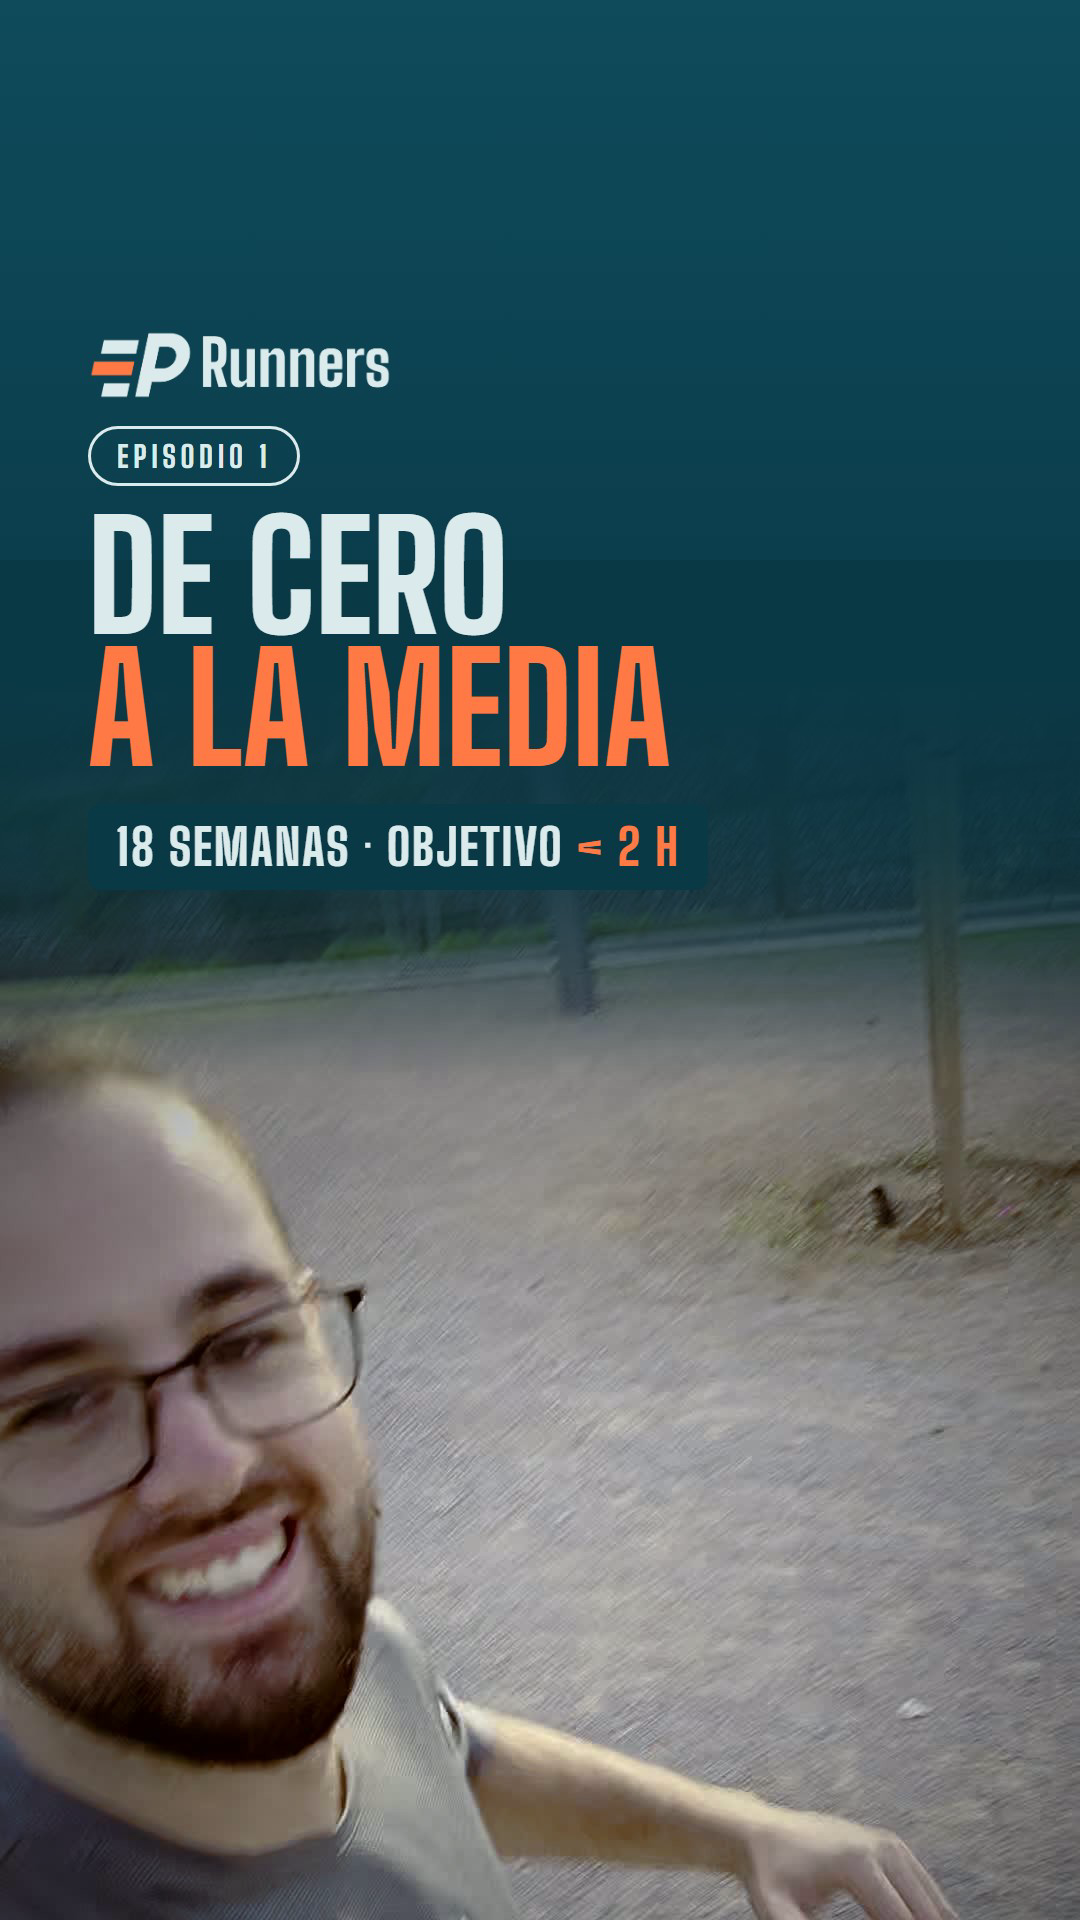 EP Runners
EPISODIO 1
DE CERO
A LA MEDIA
18 SEMANAS · OBJETIVO < 2 H